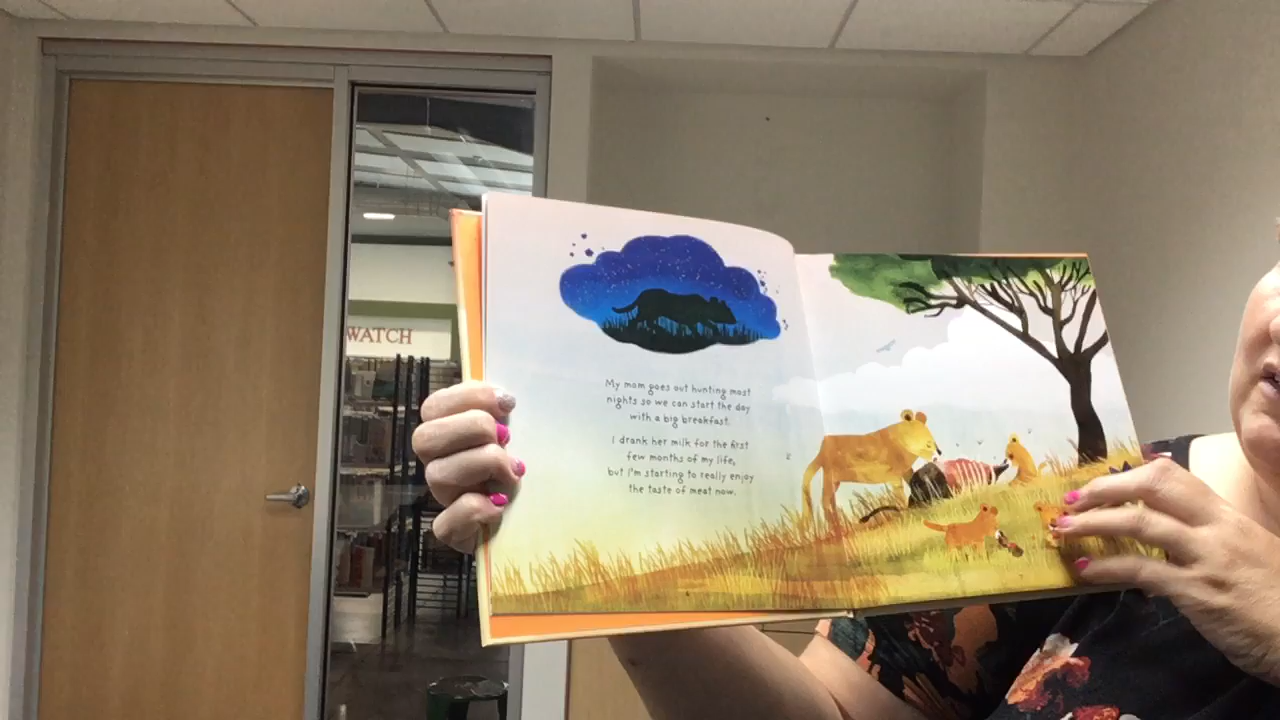 WATCH
My mom goes out hunting most
nights so we can start the day
with a big breakfast.
I drank her milk for the first
few months of my life,
but I'm starting to really enjoy
the taste of meat now.